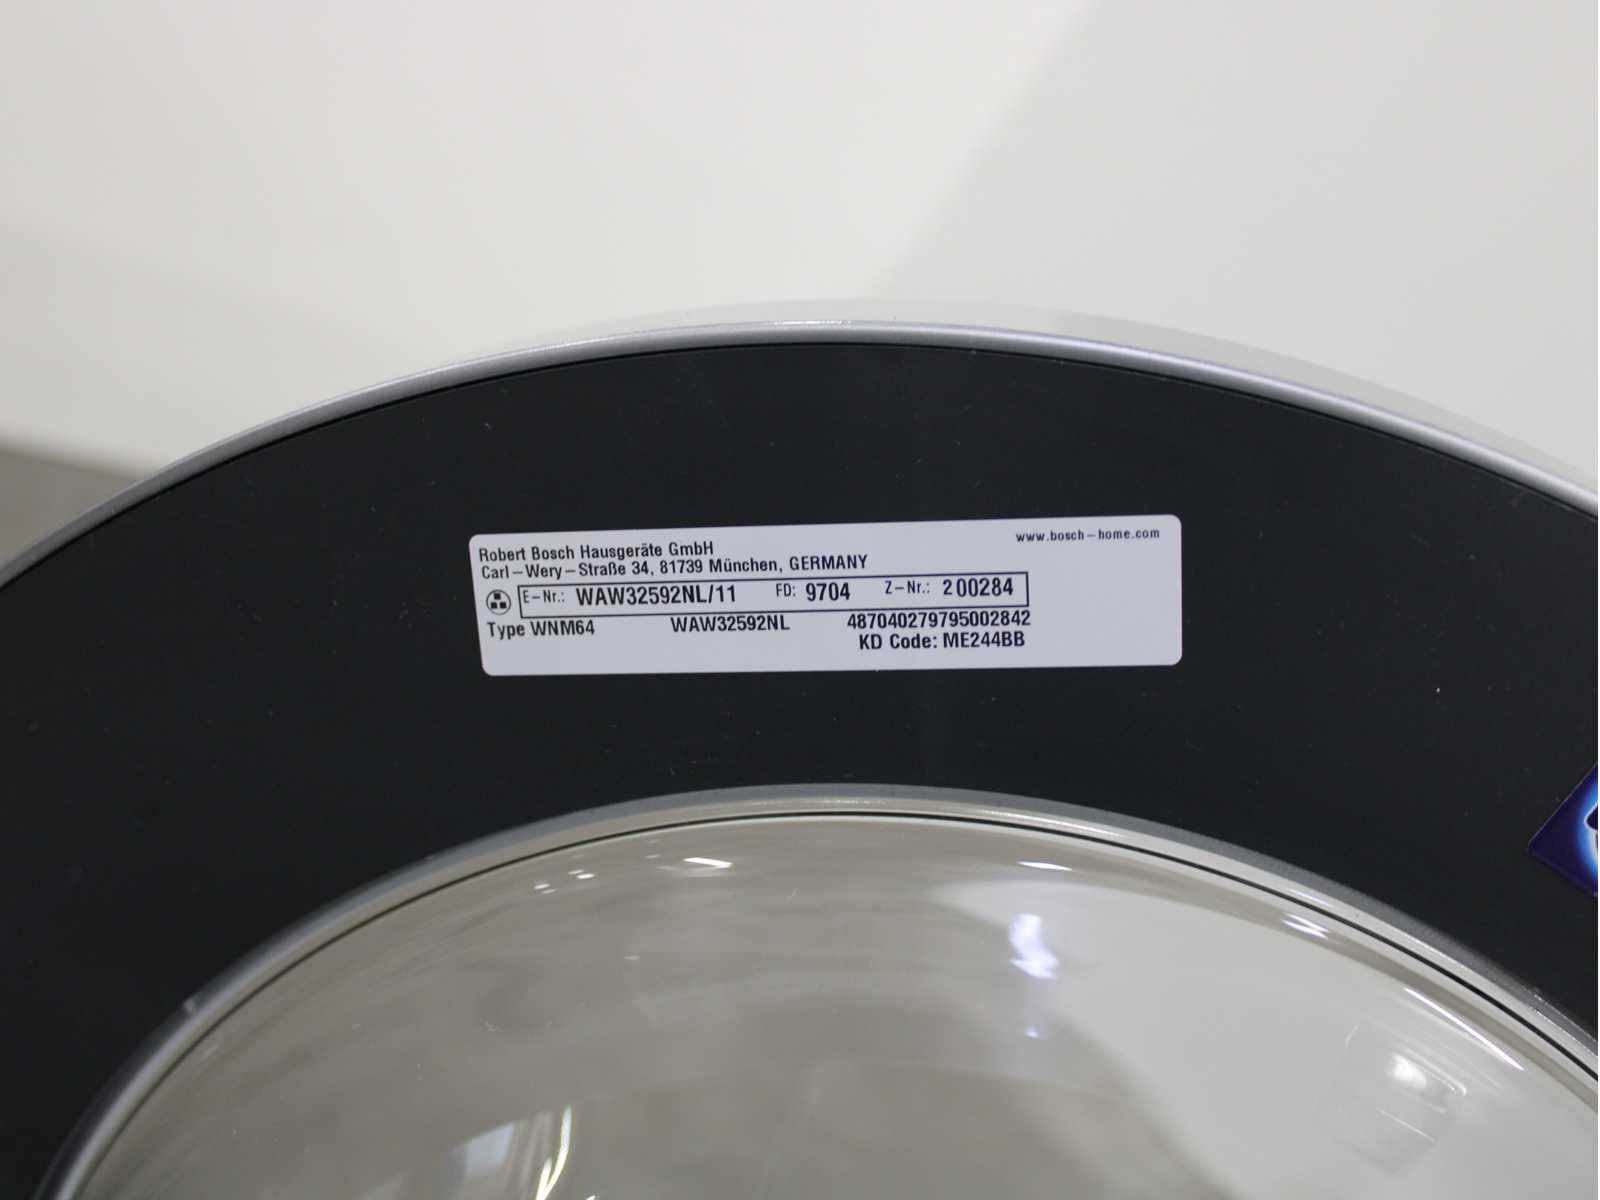 www.bosch-home.com
Robert Bosch Hausgeräte GmbH
Carl-Wery-Straße 34, 81739 München, GERMANY
E-Nr.: WAW32592NL/11 FD: 9704 Z-Nr.: 200284
Type WNM64 WAW32592NL 487040279795002842
KD Code: ME244BB